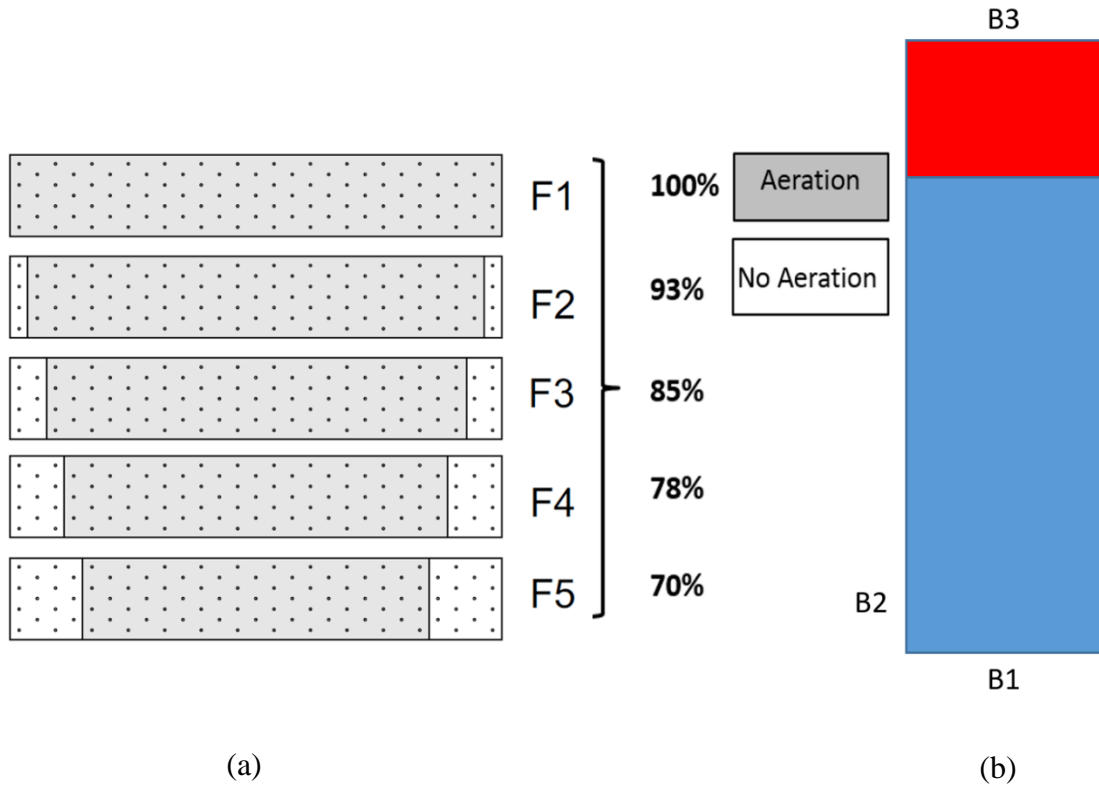 B3
F1
100%
Aeration
F2
93%
No Aeration
F3
85%
F4
78%
F5
70%
B2
B1
(a)
(b)